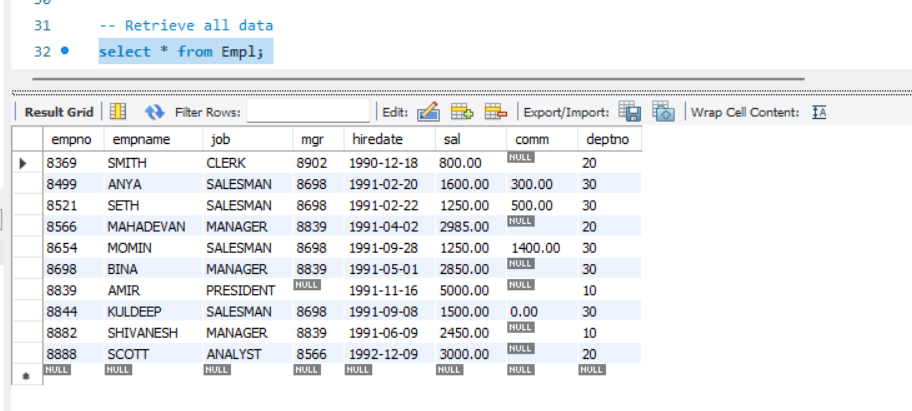 31 -- Retrieve all data
32 select * from Empl;
Result Grid Filter Rows: Edit: Export/Import: Wrap Cell Content: IA
empno empname job mgr hiredate sal comm deptno
8369 SMITH CLERK 8902 1990-12-18 800.00 NULL 20
8499 ANYA SALESMAN 8698 1991-02-20 1600.00 300.00 30
8521 SETH SALESMAN 8698 1991-02-22 1250.00 500.00 30
8566 MAHADEVAN MANAGER 8839 1991-04-02 2985.00 NULL 20
8654 MOMIN SALESMAN 8698 1991-09-28 1250.00 1400.00 30
8698 BINA MANAGER 8839 1991-05-01 2850.00 NULL 30
8839 AMIR PRESIDENT NULL 1991-11-16 5000.00 NULL 10
8844 KULDEEP SALESMAN 8698 1991-09-08 1500.00 0.00 30
8882 SHIVANESH MANAGER 8839 1991-06-09 2450.00 NULL 10
8888 SCOTT ANALYST 8566 1992-12-09 3000.00 NULL 20
NULL NULL NULL NULL NULL NULL NULL NULL